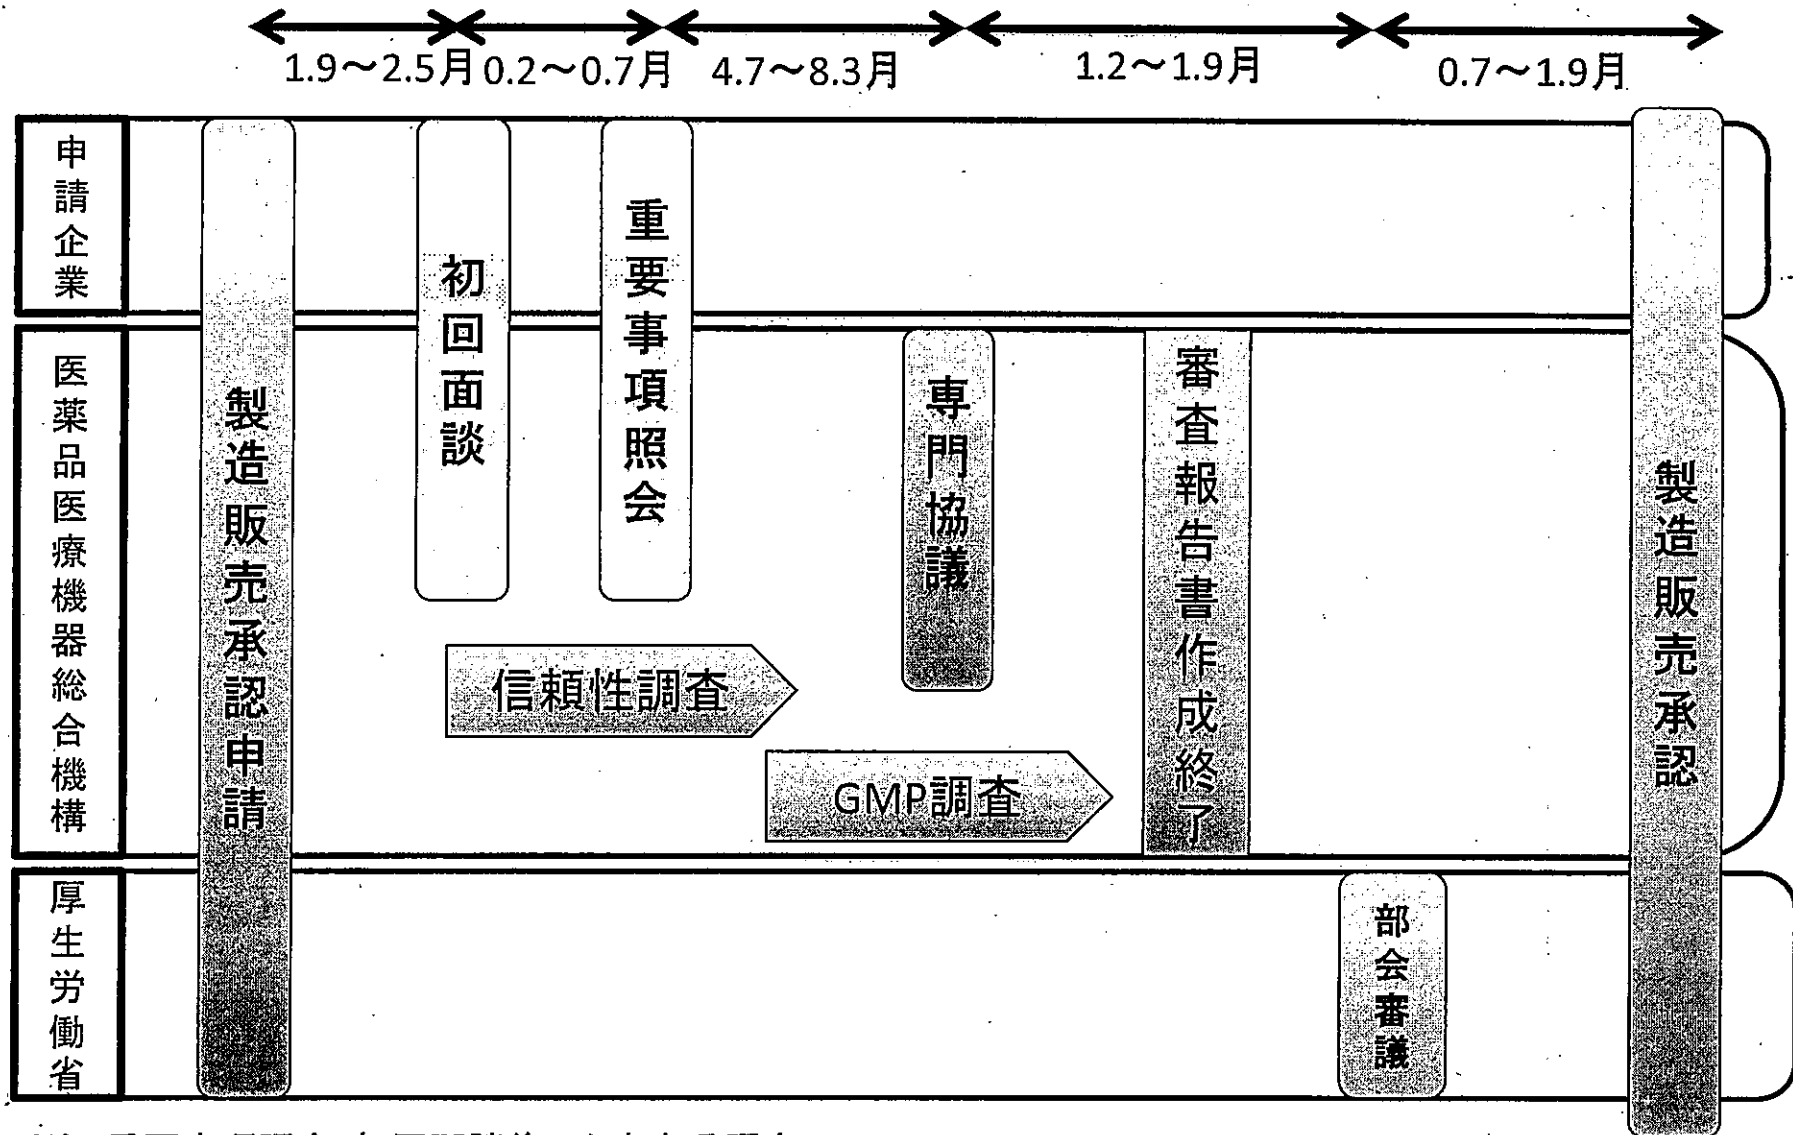 1.9～2.5月 0.2～0.7月 4.7～8.3月 1.2～1.9月 0.7～1.9月
申請企業
医薬品医療機器総合機構
厚生労働省
製造販売承認申請
初回面談
重要事項照会
信頼性調査
GMP調査
専門協議
審査報告書作成終了
部会審議
製造販売承認